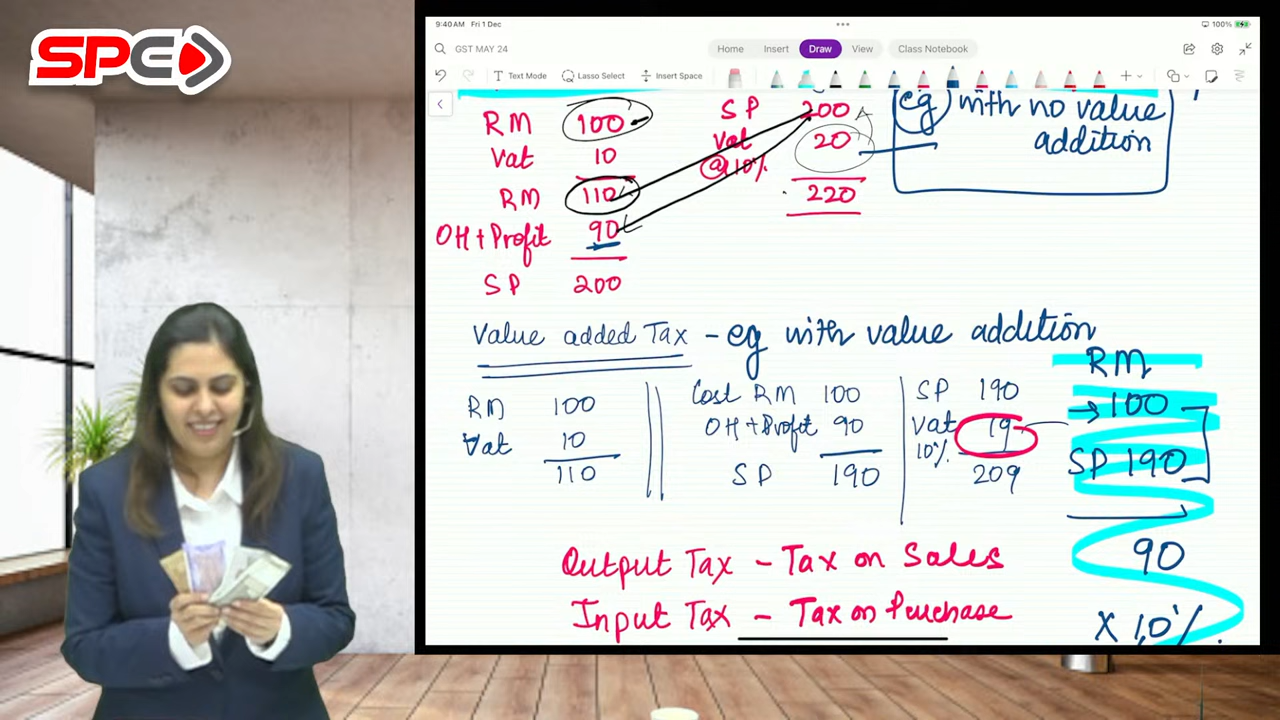 SPED
9:40 AM Fri 1 Dec
100%
GST MAY 24
Home Insert Draw View Class Notebook
Text Mode Lasso Select Insert Space
RM 100
Vat 10
RM 110
OH+Profit 90
SP 200
SP 200
Vat 20
@10%
220
eg with no value
addition
Value added Tax - eg with value addition
RM 100
Vat 10
110
Cost RM 100
OH+Profit 90
SP 190
SP 190
Vat 19
10%
209
RM
→100
SP 190
90
X 10%.
Output Tax - Tax on Sales
Input Tax - Tax on Purchase